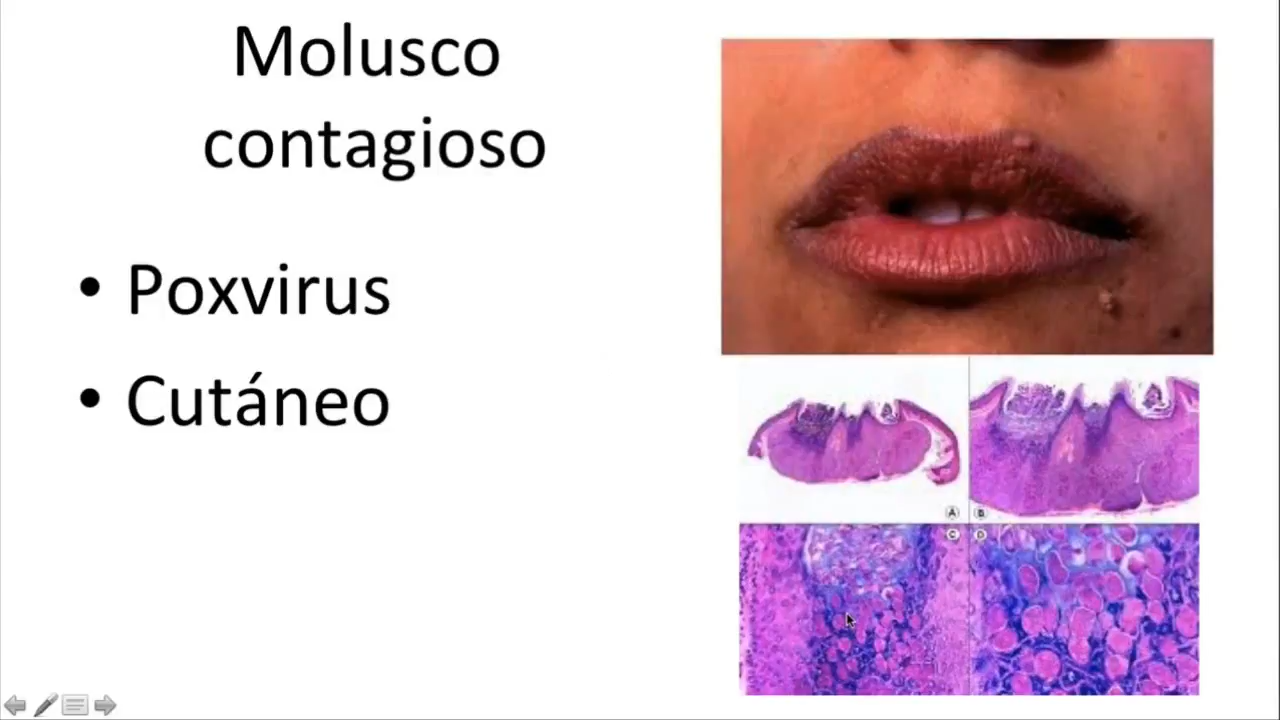 Molusco
contagioso
• Poxvirus
• Cutáneo
A B
C D